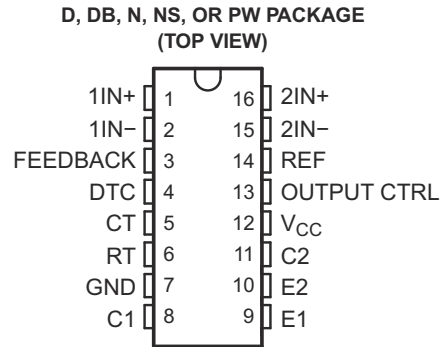 D, DB, N, NS, OR PW PACKAGE
(TOP VIEW)
1IN+ 1 16 2IN+
1IN− 2 15 2IN−
FEEDBACK 3 14 REF
DTC 4 13 OUTPUT CTRL
CT 5 12 VCC
RT 6 11 C2
GND 7 10 E2
C1 8 9 E1